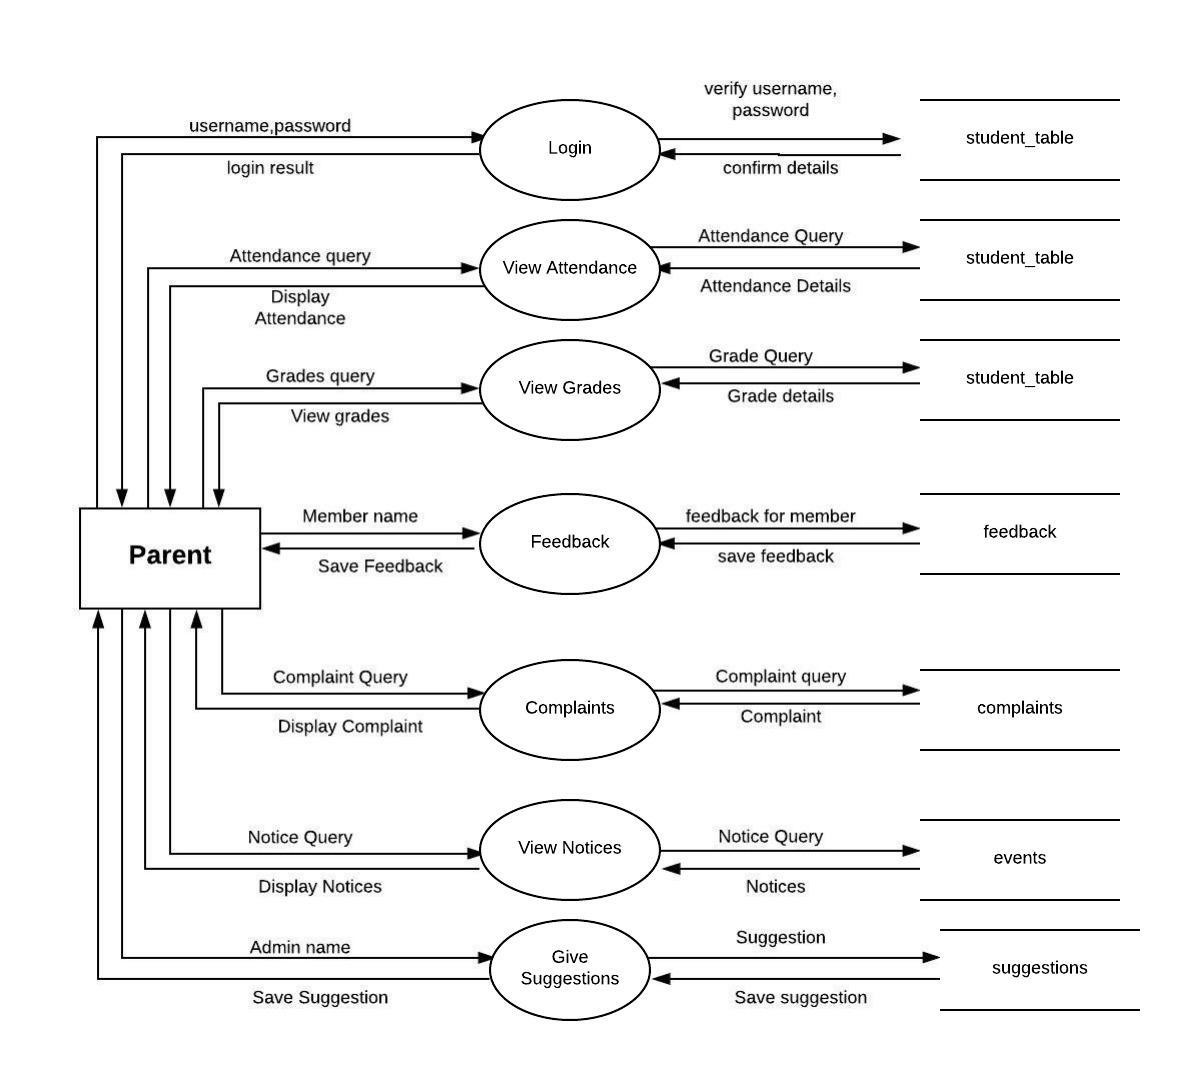 verify username,
password
username,password
Login
student_table
login result
confirm details
Attendance query
View Attendance
Attendance Query
student_table
Display
Attendance
Attendance Details
Grades query
View Grades
Grade Query
student_table
View grades
Grade details
Parent
Member name
Feedback
feedback for member
feedback
Save Feedback
save feedback
Complaint Query
Complaints
Complaint query
complaints
Display Complaint
Complaint
Notice Query
View Notices
Notice Query
events
Display Notices
Notices
Admin name
Give
Suggestions
Suggestion
suggestions
Save Suggestion
Save suggestion